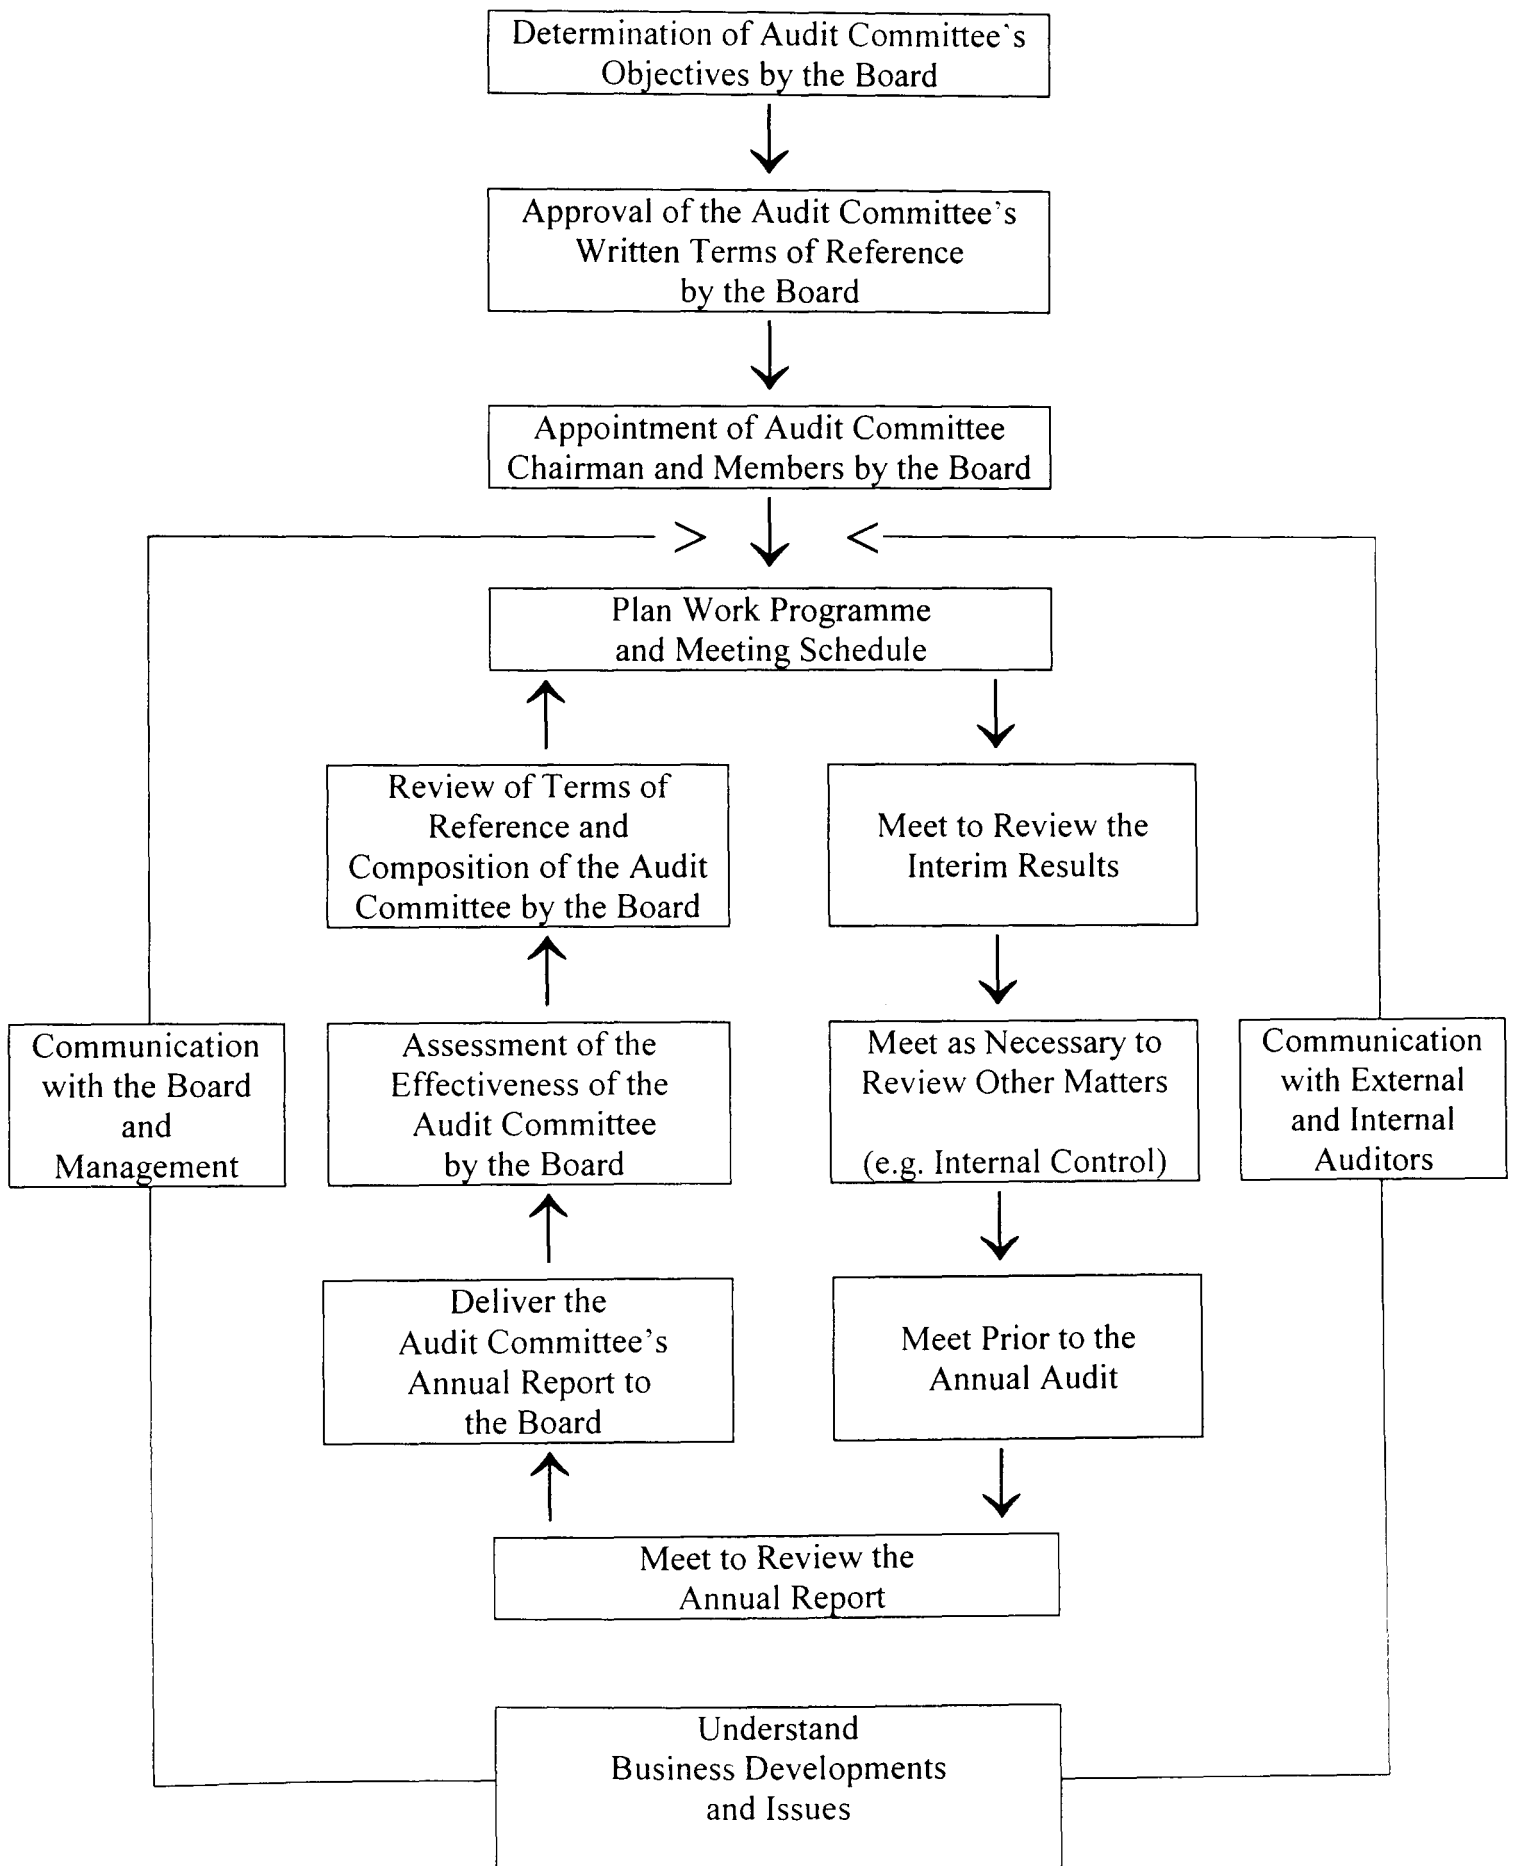 Determination of Audit Committee's
Objectives by the Board
Approval of the Audit Committee's
Written Terms of Reference
by the Board
Appointment of Audit Committee
Chairman and Members by the Board
Plan Work Programme
and Meeting Schedule
Review of Terms of
Reference and
Composition of the Audit
Committee by the Board
Meet to Review the
Interim Results
Communication
with the Board
and
Management
Assessment of the
Effectiveness of the
Audit Committee
by the Board
Meet as Necessary to
Review Other Matters
(e.g. Internal Control)
Communication
with External
and Internal
Auditors
Deliver the
Audit Committee's
Annual Report to
the Board
Meet Prior to the
Annual Audit
Meet to Review the
Annual Report
Understand
Business Developments
and Issues